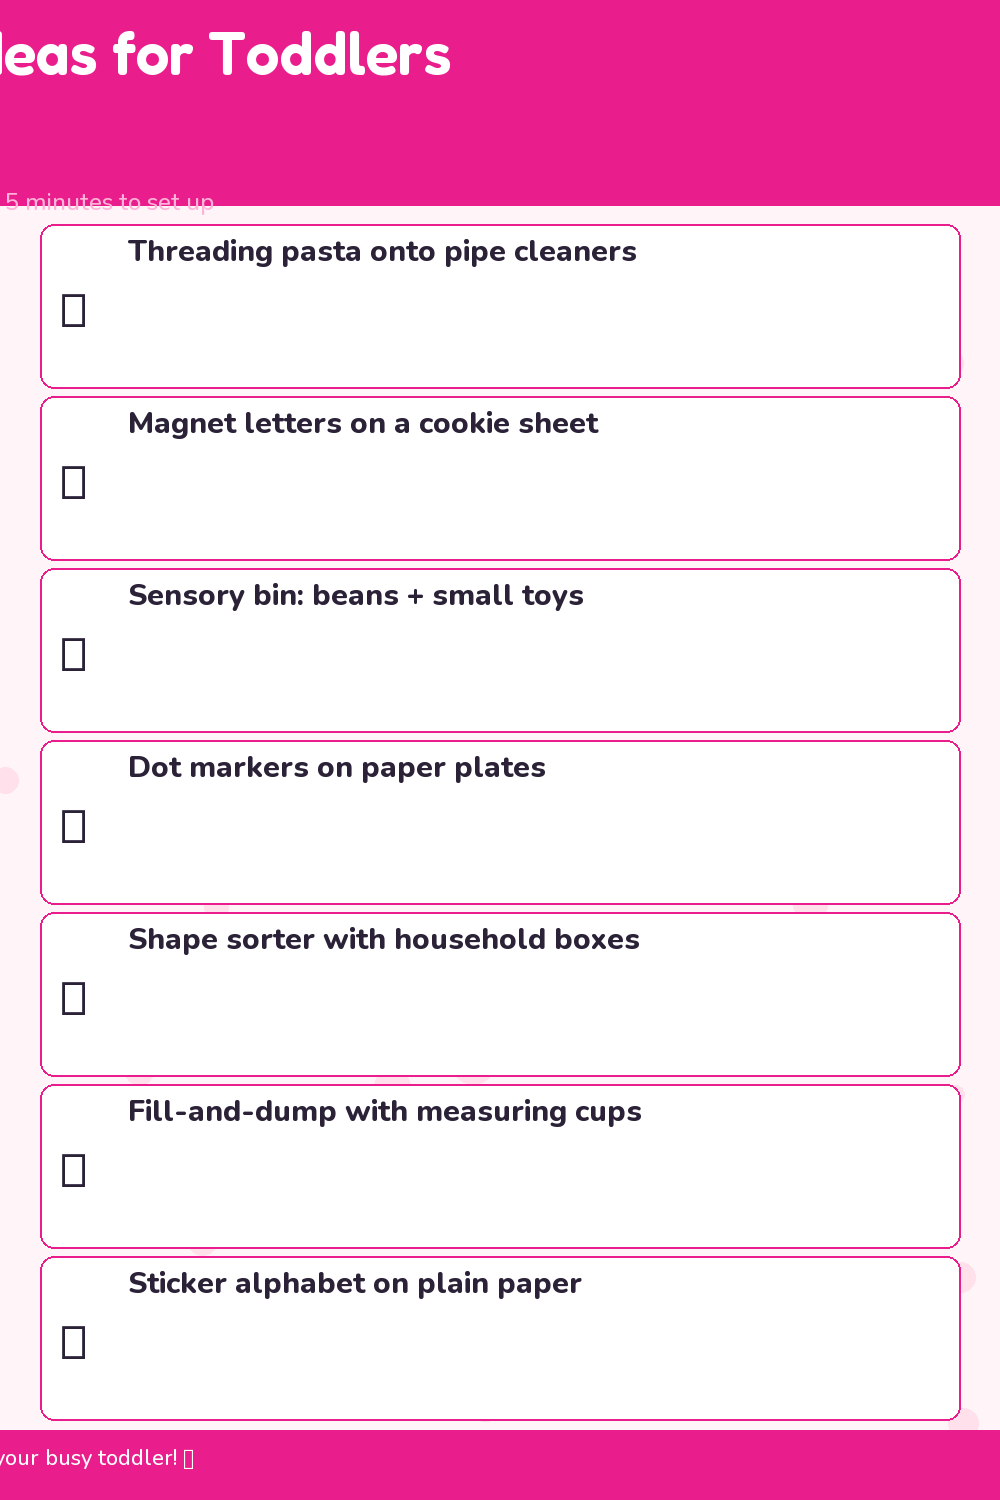 deas for Toddlers
5 minutes to set up
Threading pasta onto pipe cleaners
Magnet letters on a cookie sheet
Sensory bin: beans + small toys
Dot markers on paper plates
Shape sorter with household boxes
Fill-and-dump with measuring cups
Sticker alphabet on plain paper
your busy toddler!